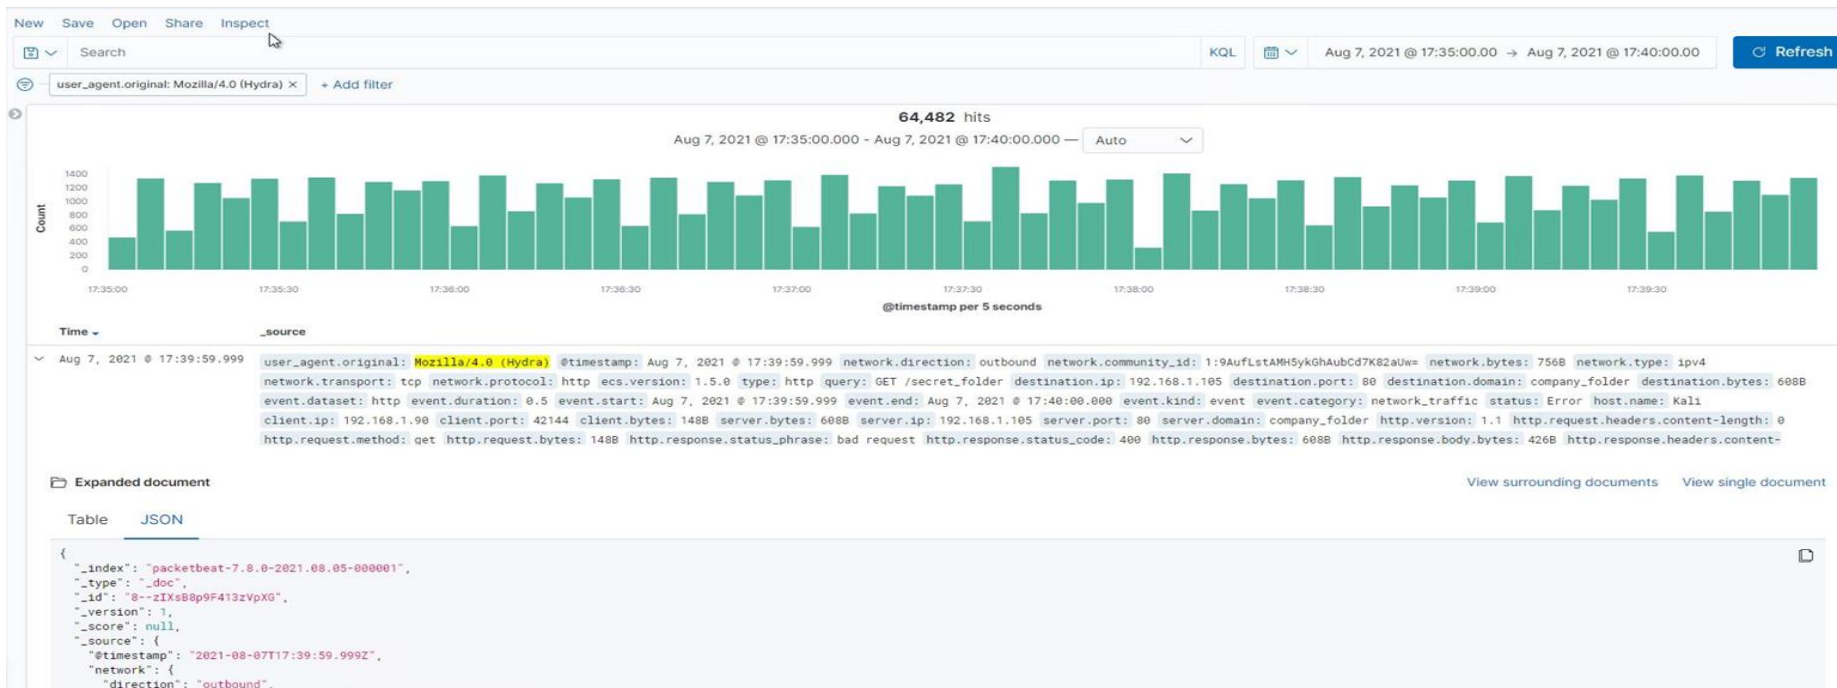 New Save Open Share Inspect
Search KQL Aug 7, 2021 @ 17:35:00.00 → Aug 7, 2021 @ 17:40:00.00 Refresh
user_agent.original: Mozilla/4.0 (Hydra) × + Add filter
64,482 hits
Aug 7, 2021 @ 17:35:00.000 - Aug 7, 2021 @ 17:40:00.000 — Auto
Count
1400
1200
1000
800
600
400
200
0
17:35:00 17:35:30 17:36:00 17:36:30 17:37:00 17:37:30 17:38:00 17:38:30 17:39:00 17:39:30
@timestamp per 5 seconds
Time _source
Aug 7, 2021 @ 17:39:59.999 user_agent.original: Mozilla/4.0 (Hydra) @timestamp: Aug 7, 2021 @ 17:39:59.999 network.direction: outbound network.community_id: 1:9AufLstAMH5ykGhAubCd7K82aUw= network.bytes: 756B network.type: ipv4
network.transport: tcp network.protocol: http ecs.version: 1.5.0 type: http query: GET /secret_folder destination.ip: 192.168.1.105 destination.port: 80 destination.domain: company_folder destination.bytes: 608B
event.dataset: http event.duration: 0.5 event.start: Aug 7, 2021 @ 17:39:59.999 event.end: Aug 7, 2021 @ 17:40:00.000 event.kind: event event.category: network_traffic status: Error host.name: Kali
client.ip: 192.168.1.90 client.port: 42144 client.bytes: 148B server.bytes: 608B server.ip: 192.168.1.105 server.port: 80 server.domain: company_folder http.version: 1.1 http.request.headers.content-length: 0
http.request.method: get http.request.bytes: 148B http.response.status_phrase: bad request http.response.status_code: 400 http.response.bytes: 608B http.response.body.bytes: 426B http.response.headers.content-
Expanded document View surrounding documents View single document
Table JSON
{
"_index": "packetbeat-7.8.0-2021.08.05-000001",
"_type": "_doc",
"_id": "8--zIXsB8p9F413zVpXG",
"_version": 1,
"_score": null,
"_source": {
"@timestamp": "2021-08-07T17:39:59.999Z",
"network": {
"direction": "outbound",